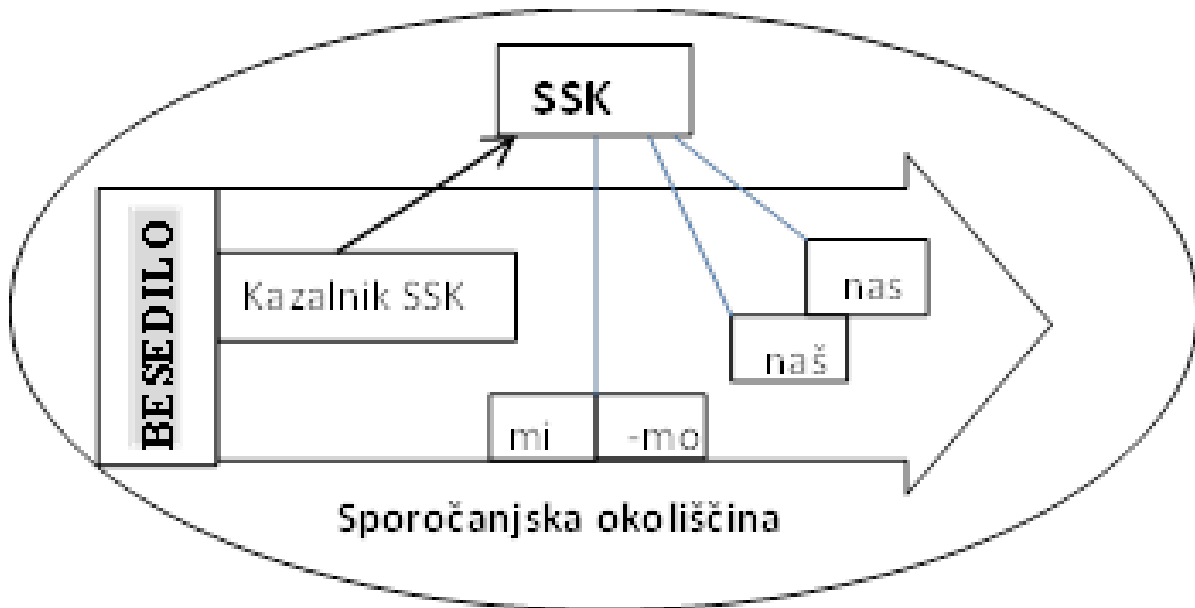 SSK
BESEDILO
Kazalnik SSK
nas
naš
mi
-mo
Sporočanjska okoliščina